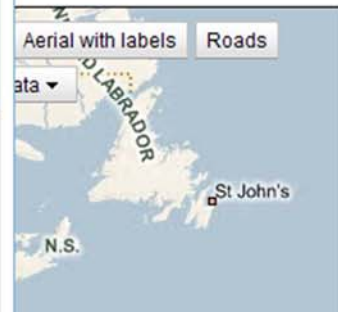 Aerial with labels
Roads
ata
D LABRADOR
St John's
N.S.